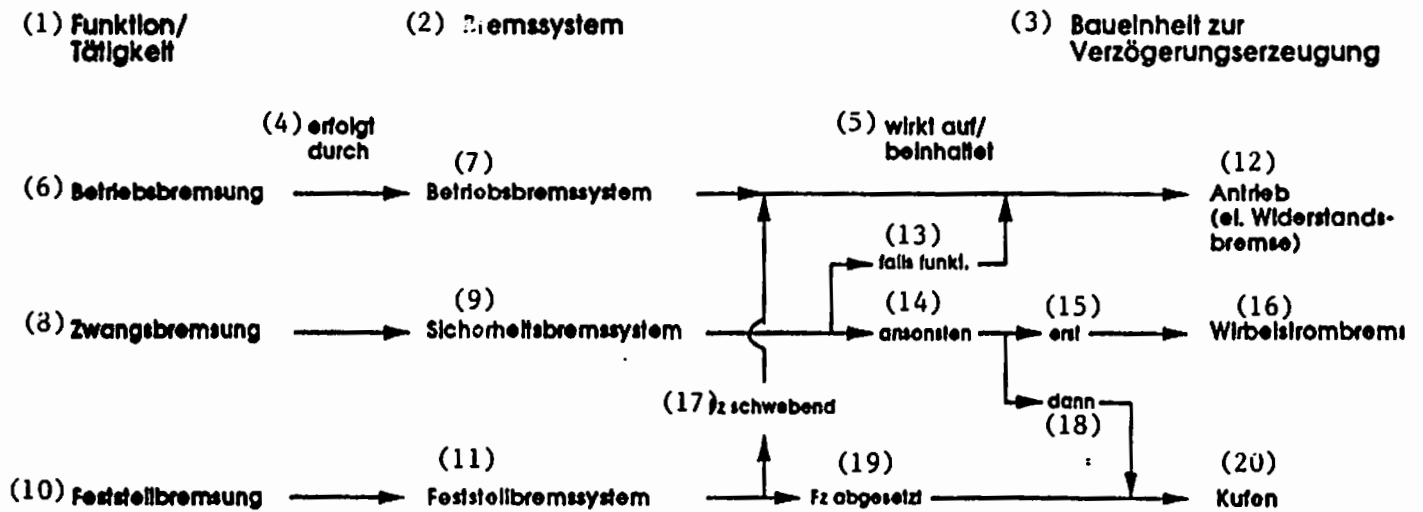 (1) Funktion/
Tätigkeit
(2) Bremssystem
(3) Baueinheit zur
Verzögerungserzeugung
(4) erfolgt
durch
(5) wirkt auf/
beinhaltet
(6) Betriebsbremsung
(7)
Betriebsbremssystem
(12)
Antrieb
(el. Widerstands-
bremse)
(13)
falls funkt.
(8) Zwangsbremsung
(9)
Sicherheitsbremssystem
(14)
ansonsten
(15)
erst
(16)
Wirbelstrombrems
(17) Fz schwebend
dann
(18)
(10) Feststellbremsung
(11)
Feststellbremssystem
(19)
Fz abgesetzt
(20)
Kufen